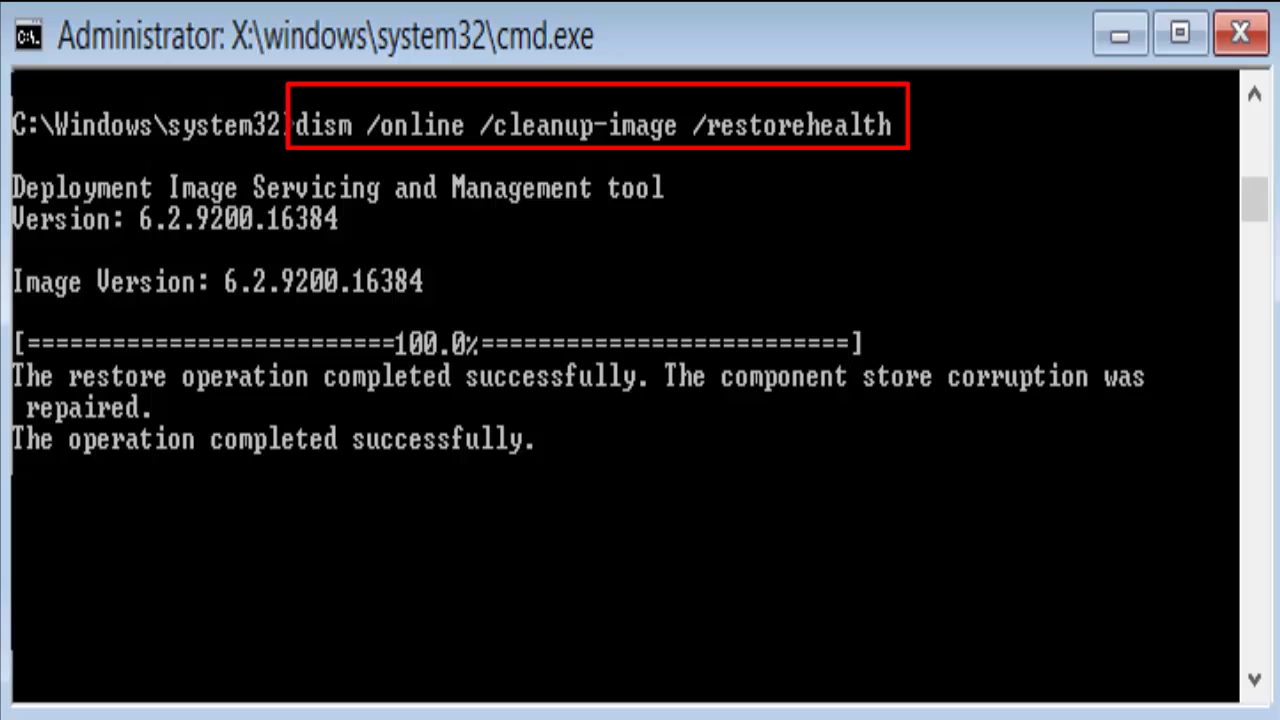 Administrator: X:\windows\system32\cmd.exe
C:\Windows\system32>dism /online /cleanup-image /restorehealth
Deployment Image Servicing and Management tool
Version: 6.2.9200.16384
Image Version: 6.2.9200.16384
[==========================100.0%==========================]
The restore operation completed successfully. The component store corruption was
repaired.
The operation completed successfully.